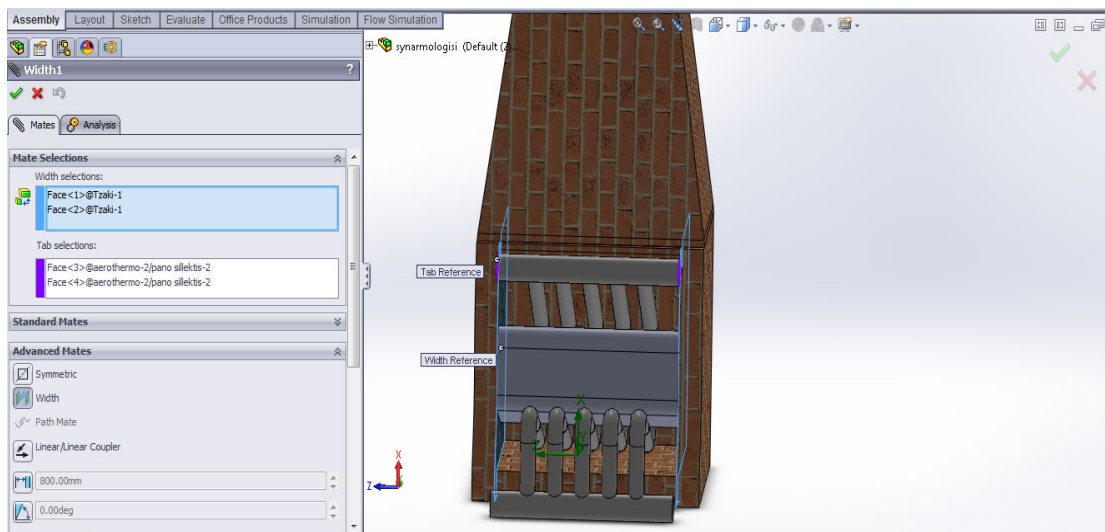 Assembly Layout Sketch Evaluate Office Products Simulation Flow Simulation
synarmologisi (Default (2)...
Width1 ?
Mates Analysis
Mate Selections
Width selections:
Face<1>@Tzaki-1
Face<2>@Tzaki-1
Tab selections:
Face<3>@aerothermo-2/pano sillektis-2
Face<4>@aerothermo-2/pano sillektis-2
Standard Mates
Advanced Mates
Symmetric
Width
Path Mate
Linear/Linear Coupler
800.00mm
0.00deg
Tab Reference
Width Reference
X
Z
X
Z
Y